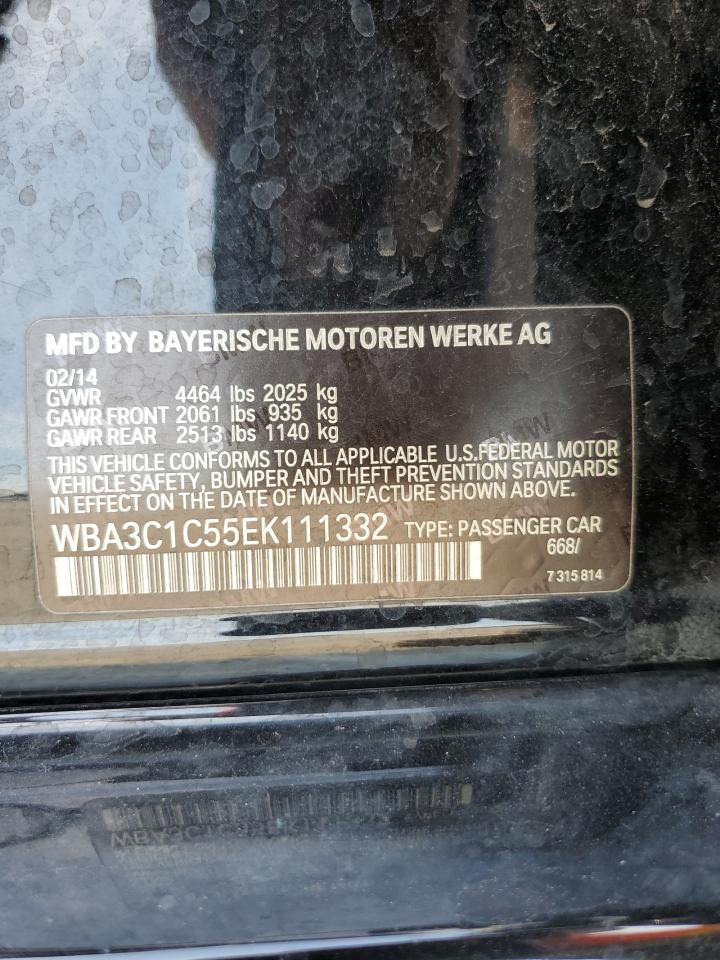 MFD BY BAYERISCHE MOTOREN WERKE AG
02/14
GVWR 4464 lbs 2025 kg
GAWR FRONT 2061 lbs 935 kg
GAWR REAR 2513 lbs 1140 kg
THIS VEHICLE CONFORMS TO ALL APPLICABLE U.S.FEDERAL MOTOR
VEHICLE SAFETY, BUMPER AND THEFT PREVENTION STANDARDS
IN EFFECT ON THE DATE OF MANUFACTURE SHOWN ABOVE.
WBA3C1C55EK111332 TYPE: PASSENGER CAR
668/
7 315 814